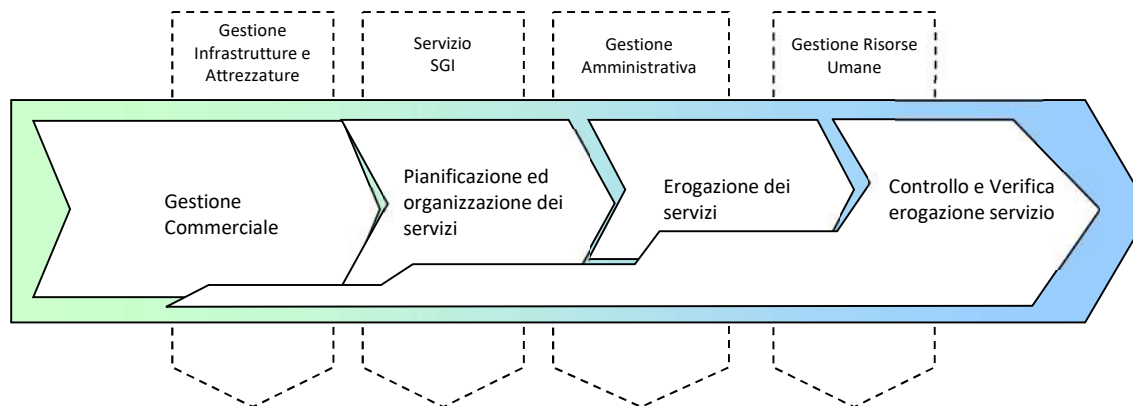 Gestione
Infrastrutture e
Attrezzature
Servizio
SGI
Gestione
Amministrativa
Gestione Risorse
Umane
Gestione
Commerciale
Pianificazione ed
organizzazione dei
servizi
Erogazione dei
servizi
Controllo e Verifica
erogazione servizio